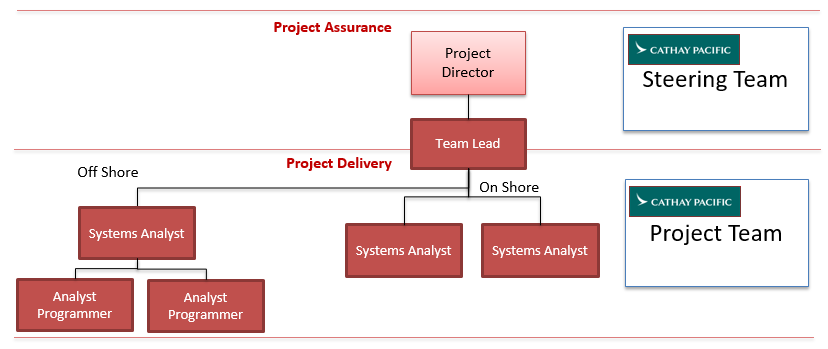 Project Assurance
Project
Director
CATHAY PACIFIC
Steering Team
Team Lead
Project Delivery
Off Shore
On Shore
CATHAY PACIFIC
Project Team
Systems Analyst
Systems Analyst
Systems Analyst
Analyst
Programmer
Analyst
Programmer